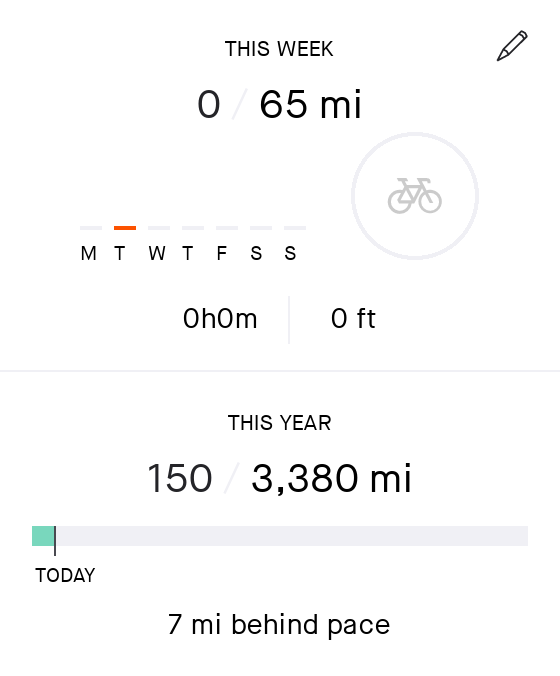 THIS WEEK
0 / 65 mi
M T W T F S S
0h0m 0 ft
THIS YEAR
150 / 3,380 mi
TODAY
7 mi behind pace